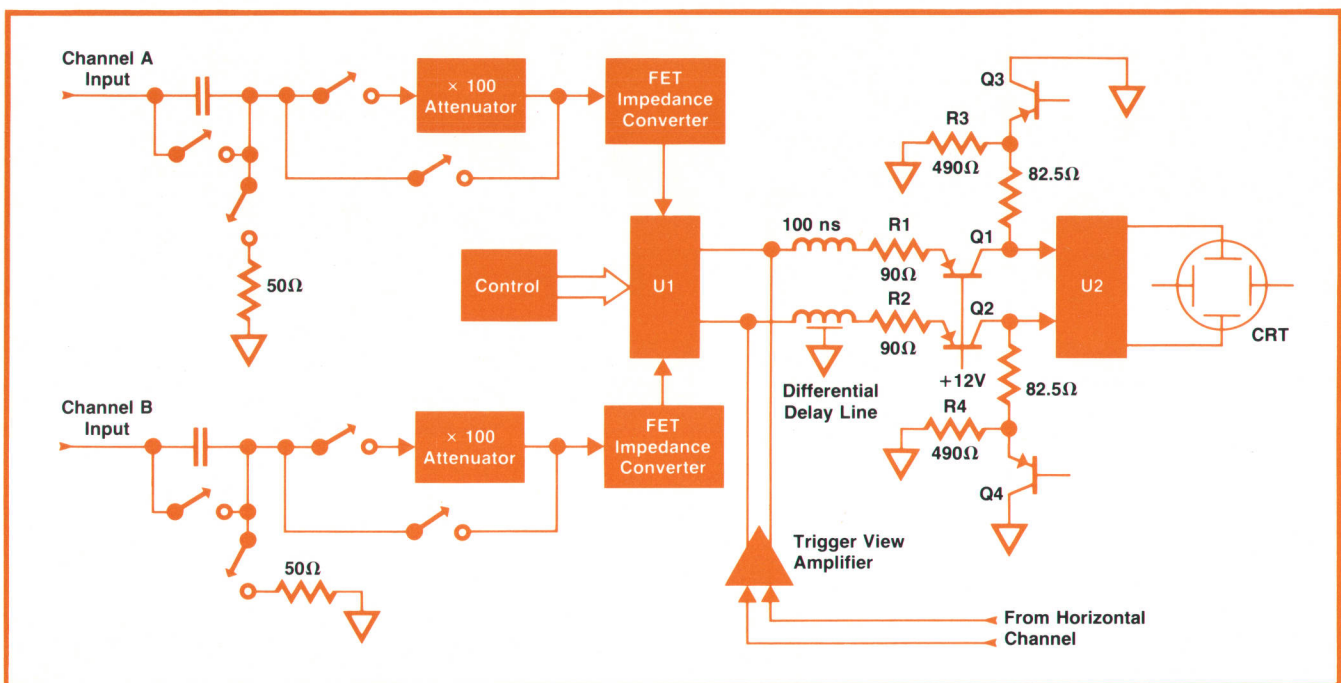 Channel A
Input
× 100
Attenuator
FET
Impedance
Converter
50Ω
Control
U1
100 ns
R1
90Ω
R2
90Ω
Differential
Delay Line
Q3
R3
490Ω
82.5Ω
Q1
Q2
+12V
U2
CRT
82.5Ω
R4
490Ω
Q4
Channel B
Input
× 100
Attenuator
FET
Impedance
Converter
50Ω
Trigger View
Amplifier
From Horizontal
Channel